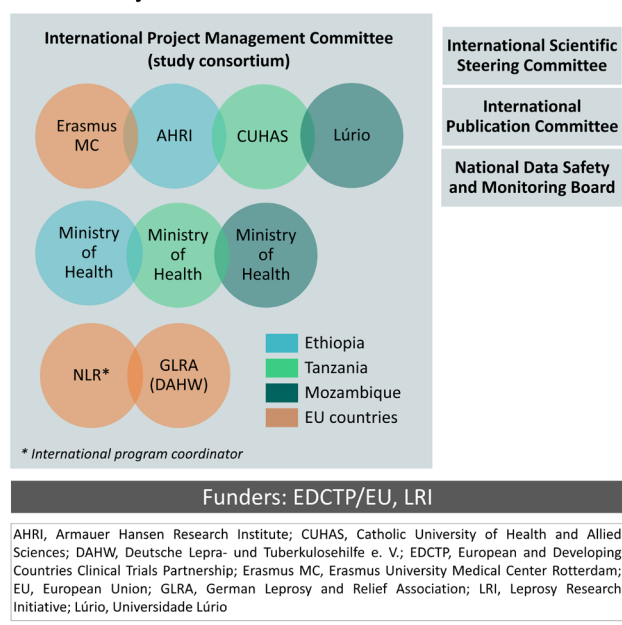 International Project Management Committee
(study consortium)
Erasmus
MC
AHRI
CUHAS
Lúrio
Ministry
of
Health
Ministry
of
Health
Ministry
of
Health
NLR*
GLRA
(DAHW)
Ethiopia
Tanzania
Mozambique
EU countries
* International program coordinator
International Scientific
Steering Committee
International
Publication Committee
National Data Safety
and Monitoring Board
Funders: EDCTP/EU, LRI
AHRI, Armauer Hansen Research Institute; CUHAS, Catholic University of Health and Allied
Sciences; DAHW, Deutsche Lepra- und Tuberkulosehilfe e. V.; EDCTP, European and Developing
Countries Clinical Trials Partnership; Erasmus MC, Erasmus University Medical Center Rotterdam;
EU, European Union; GLRA, German Leprosy and Relief Association; LRI, Leprosy Research
Initiative; Lúrio, Universidade Lúrio